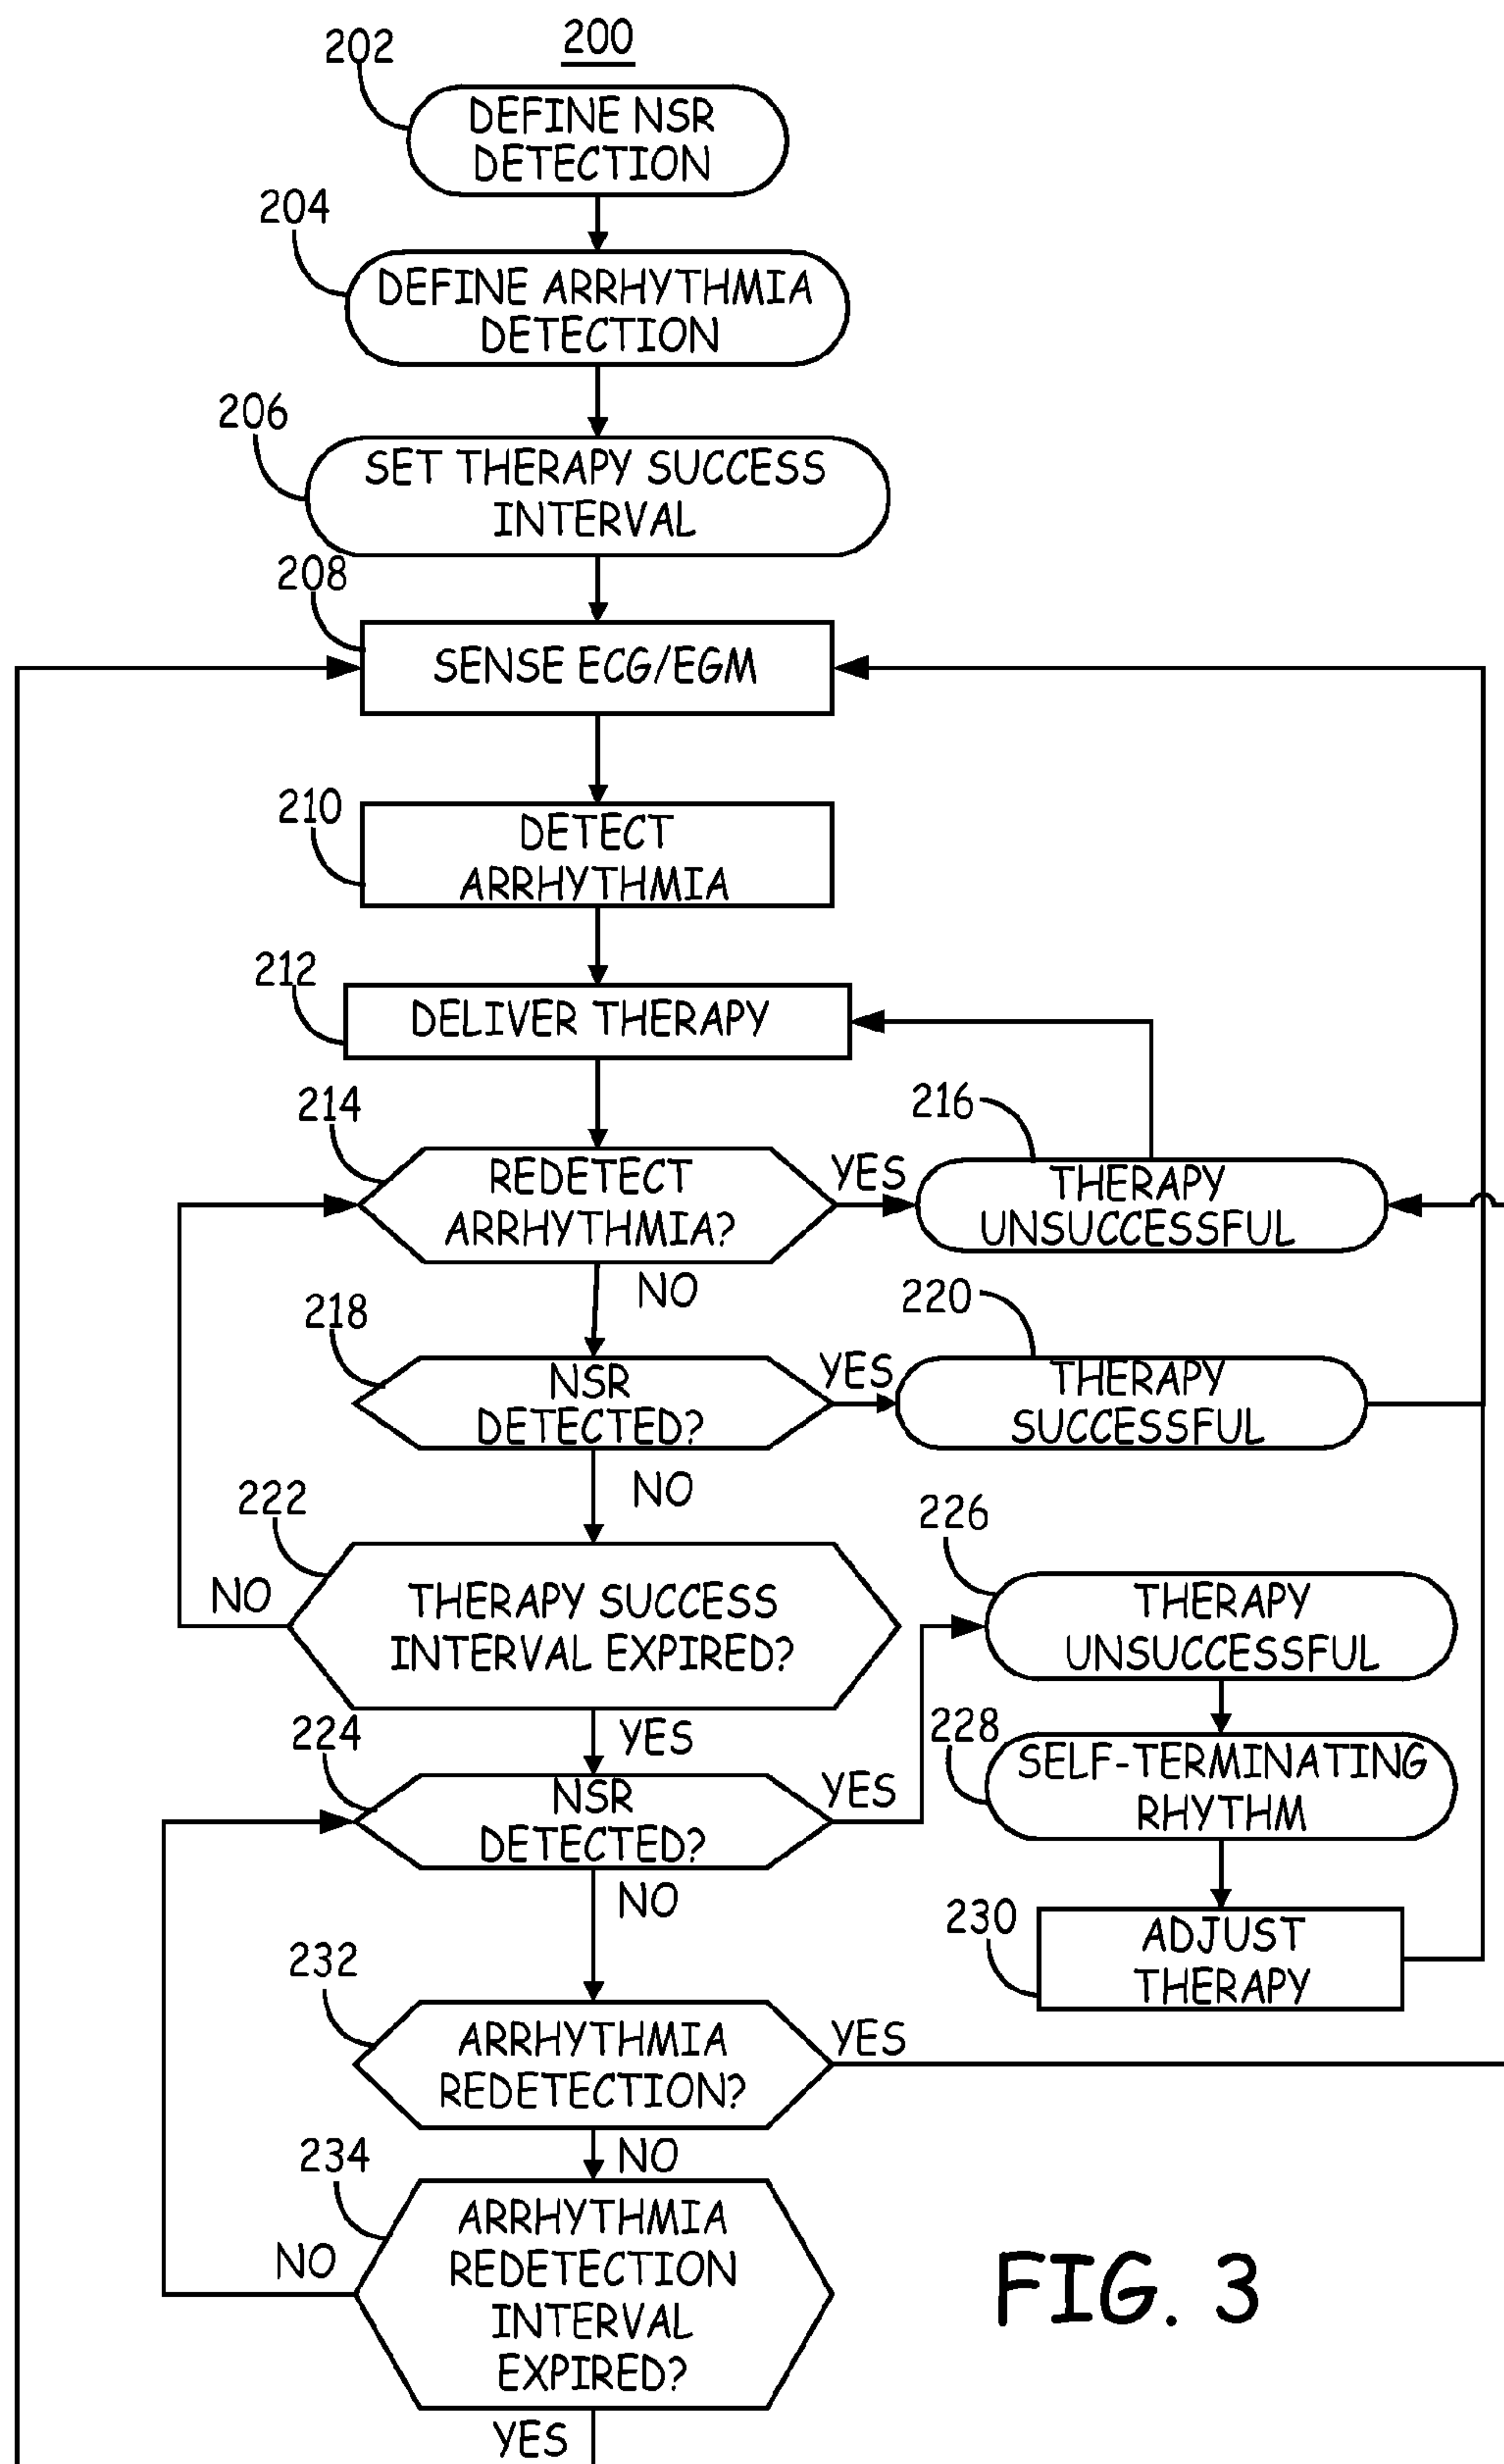 200
202
DEFINE NSR
DETECTION
204
DEFINE ARRHYTHMIA
DETECTION
206
SET THERAPY SUCCESS
INTERVAL
208
SENSE ECG/EGM
210
DETECT
ARRHYTHMIA
212
DELIVER THERAPY
214
REDETECT
ARRHYTHMIA?
YES
216
THERAPY
UNSUCCESSFUL
NO
218
NSR
DETECTED?
YES
220
THERAPY
SUCCESSFUL
NO
222
THERAPY SUCCESS
INTERVAL EXPIRED?
NO
YES
224
NSR
DETECTED?
YES
226
THERAPY
UNSUCCESSFUL
228
SELF-TERMINATING
RHYTHM
230
ADJUST
THERAPY
NO
232
ARRHYTHMIA
REDETECTION?
YES
NO
234
ARRHYTHMIA
REDETECTION
INTERVAL
EXPIRED?
NO
YES
FIG. 3